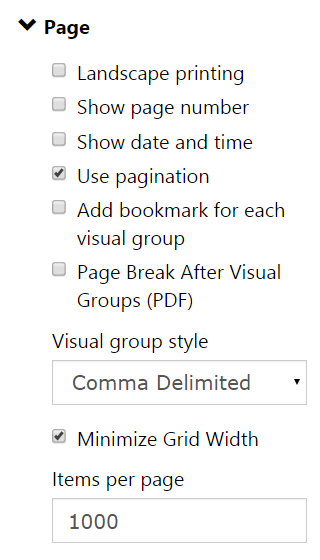 Page
Landscape printing
Show page number
Show date and time
Use pagination
Add bookmark for each
visual group
Page Break After Visual
Groups (PDF)
Visual group style
Comma Delimited
Minimize Grid Width
Items per page
1000